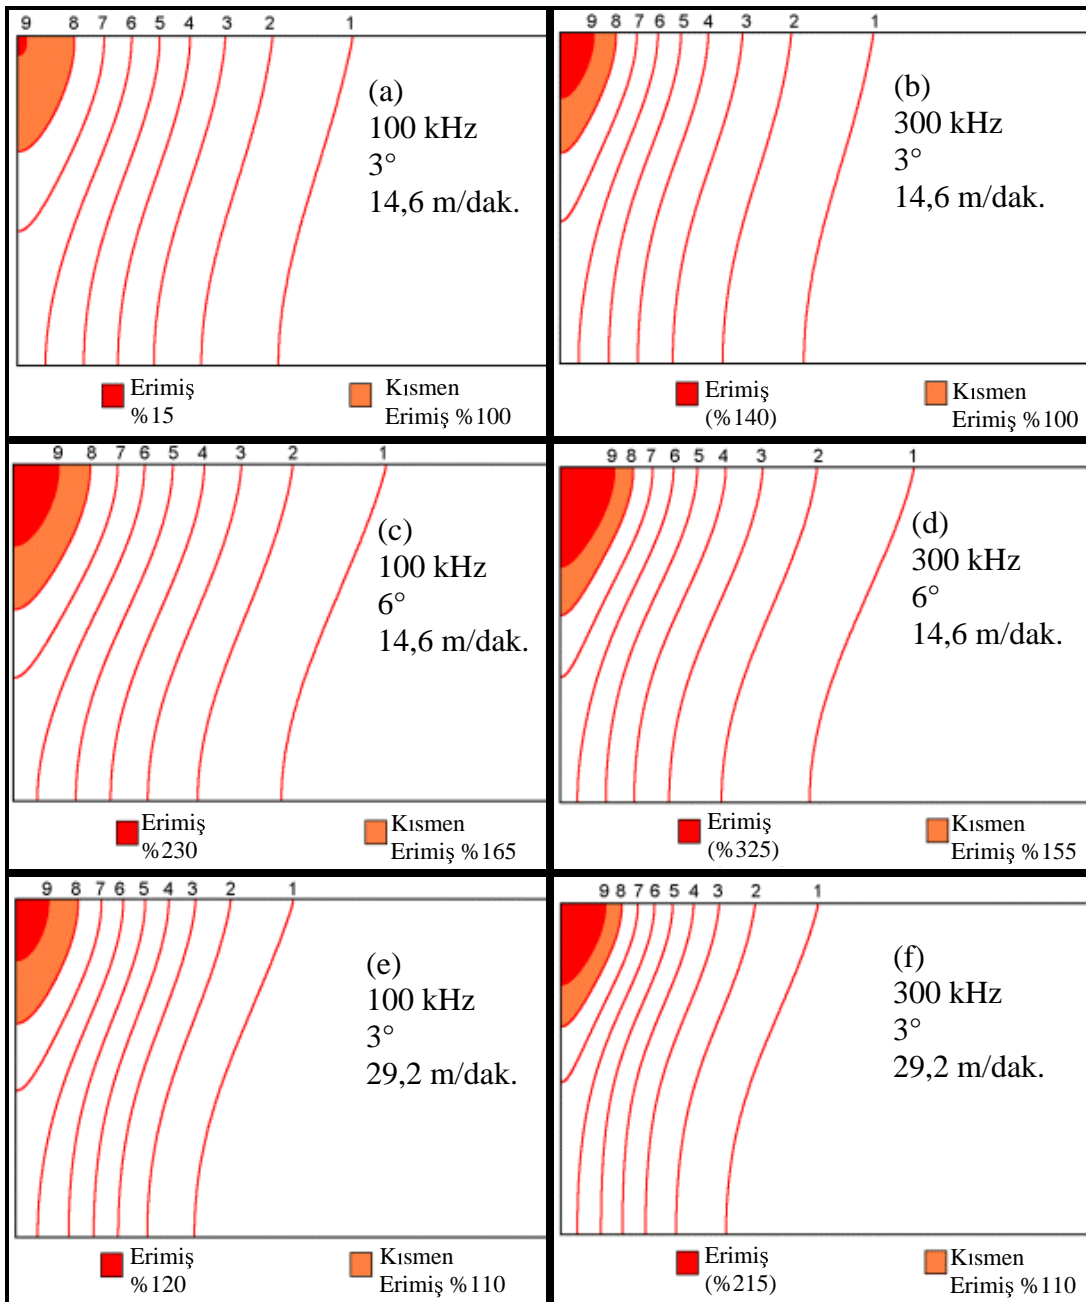 9 8 7 6 5 4 3 2 1
(a)
100 kHz
3°
14,6 m/dak.
Erimiş
%15
Kısmen
Erimiş %100
9 8 7 6 5 4 3 2 1
(b)
300 kHz
3°
14,6 m/dak.
Erimiş
(%140)
Kısmen
Erimiş %100
9 8 7 6 5 4 3 2 1
(c)
100 kHz
6°
14,6 m/dak.
Erimiş
%230
Kısmen
Erimiş %165
9 8 7 6 5 4 3 2 1
(d)
300 kHz
6°
14,6 m/dak.
Erimiş
(%325)
Kısmen
Erimiş %155
9 8 7 6 5 4 3 2 1
(e)
100 kHz
3°
29,2 m/dak.
Erimiş
%120
Kısmen
Erimiş %110
9 8 7 6 5 4 3 2 1
(f)
300 kHz
3°
29,2 m/dak.
Erimiş
(%215)
Kısmen
Erimiş %110